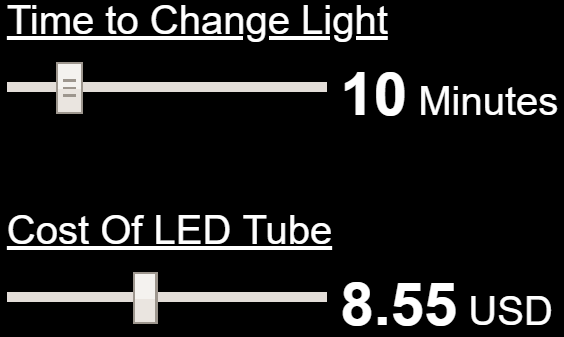 Time to Change Light
10 Minutes
Cost Of LED Tube
8.55 USD